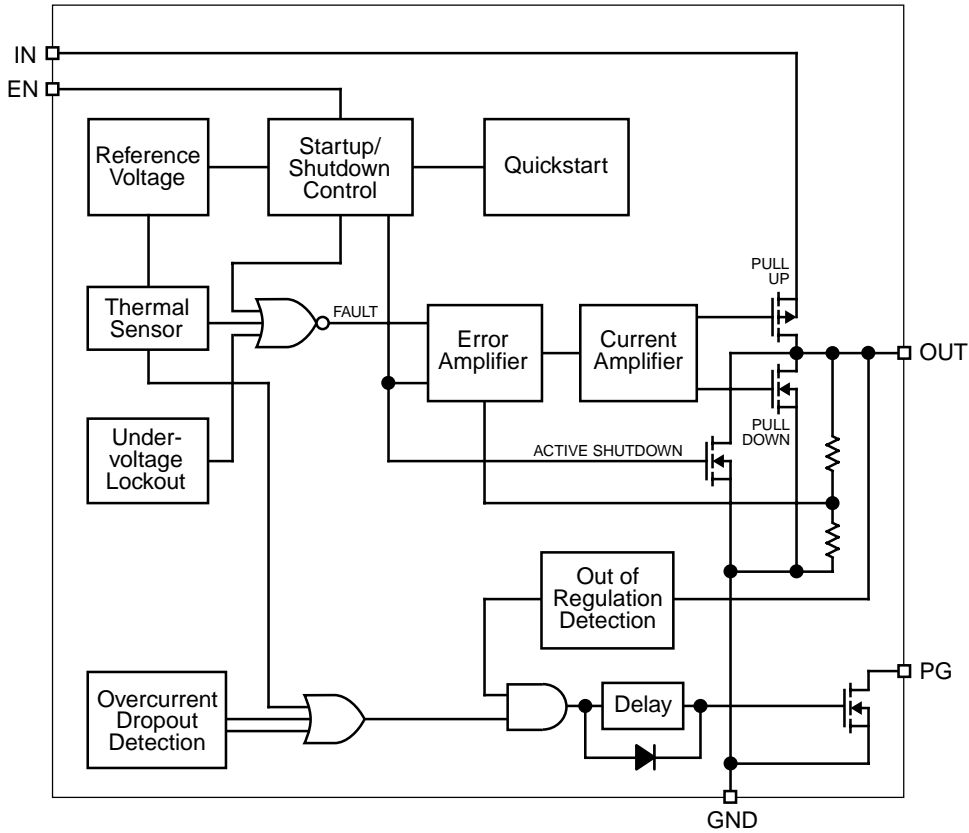 IN
EN
Reference
Voltage
Startup/
Shutdown
Control
Quickstart
PULL
UP
Thermal
Sensor
FAULT
Error
Amplifier
Current
Amplifier
OUT
PULL
DOWN
Under-
voltage
Lockout
ACTIVE SHUTDOWN
Out of
Regulation
Detection
Overcurrent
Dropout
Detection
Delay
PG
GND